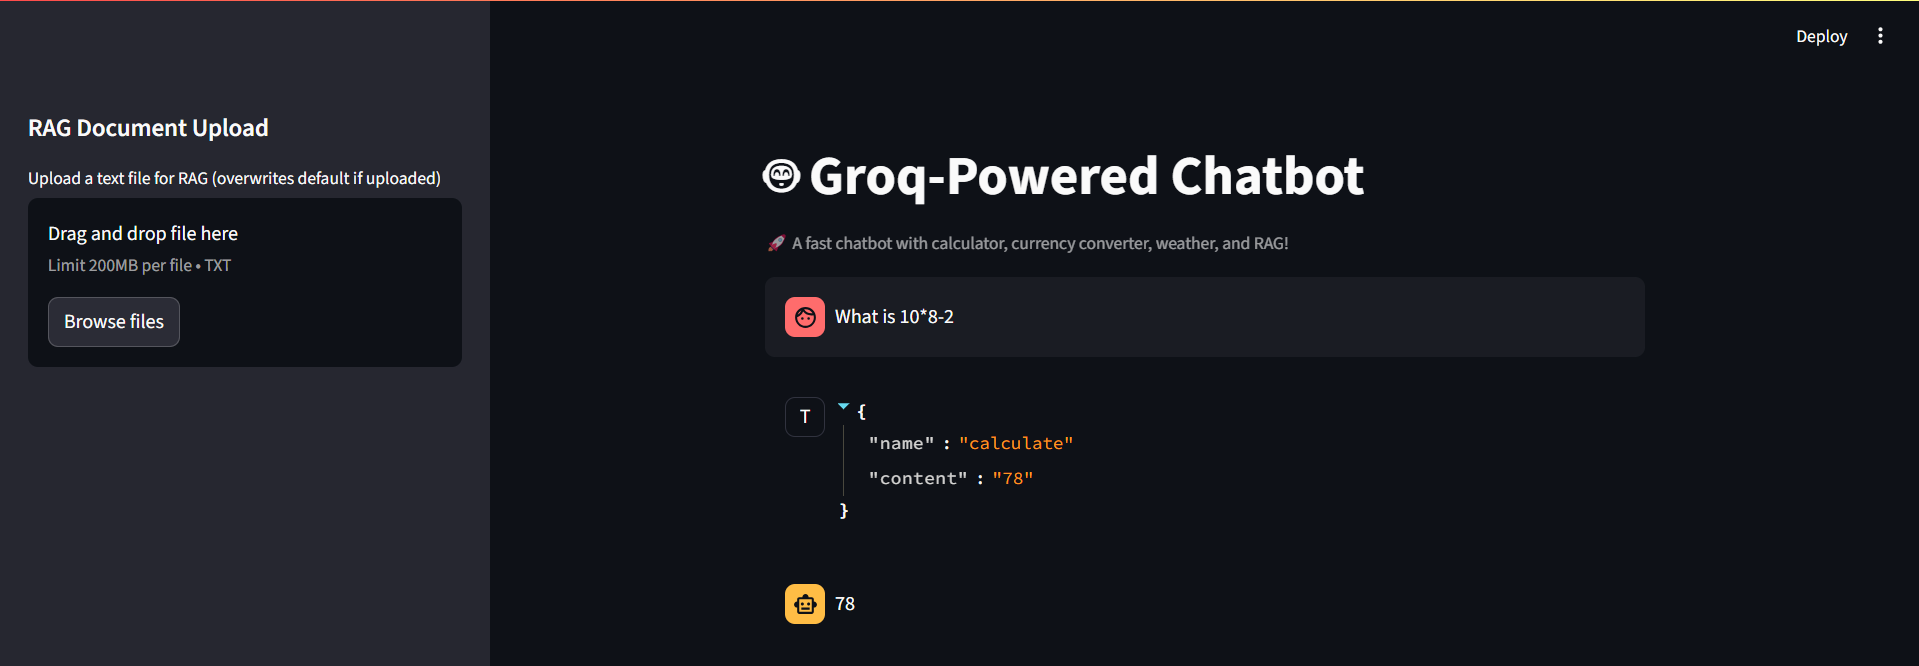 Deploy
RAG Document Upload
Upload a text file for RAG (overwrites default if uploaded)
Drag and drop file here
Limit 200MB per file • TXT
Browse files
Groq-Powered Chatbot
🚀 A fast chatbot with calculator, currency converter, weather, and RAG!
What is 10*8-2
T
{
"name" : "calculate"
"content" : "78"
}
78